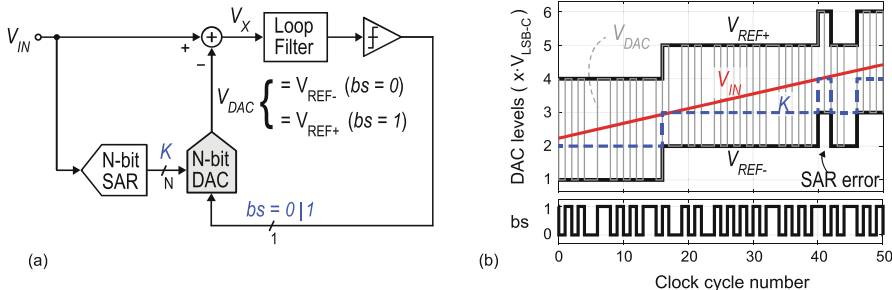 V_IN
+
−
V_X
Loop
Filter
V_DAC { = V_REF- (bs = 0)
= V_REF+ (bs = 1)
N-bit
SAR
K
N
N-bit
DAC
bs = 0|1
1
(a)
DAC levels ( x·V_LSB-C)
6
5
4
3
2
1
V_DAC
V_REF+
V_IN
K
V_REF-
SAR error
bs
1
0
0 10 20 30 40 50
Clock cycle number
(b)